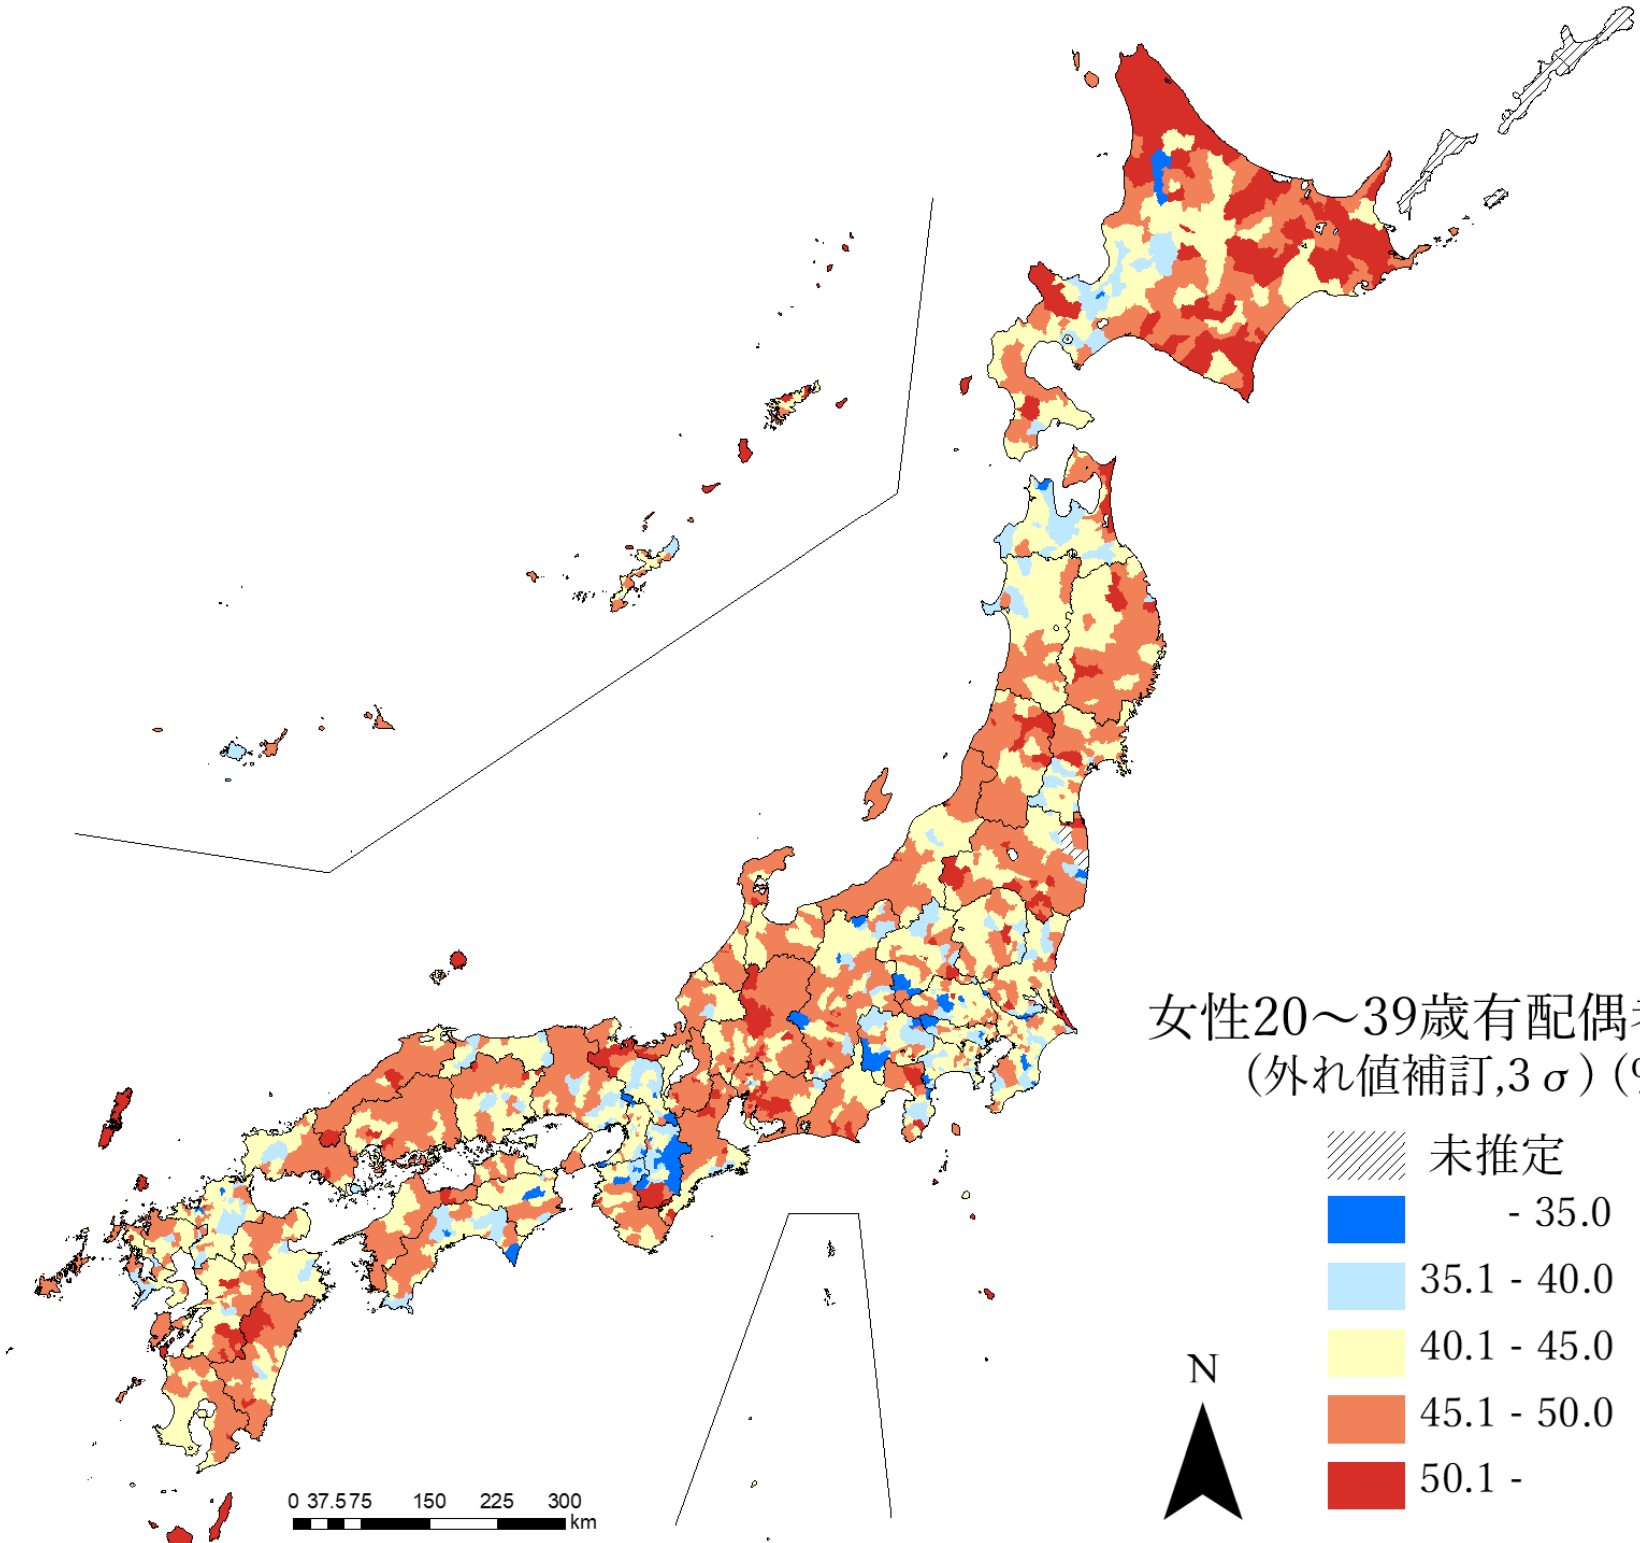 女性20～39歳有配偶
(外れ値補訂,3σ)
未推定
- 35.0
35.1 - 40.0
40.1 - 45.0
45.1 - 50.0
50.1 -
N
0 37.575 150 225 300
km